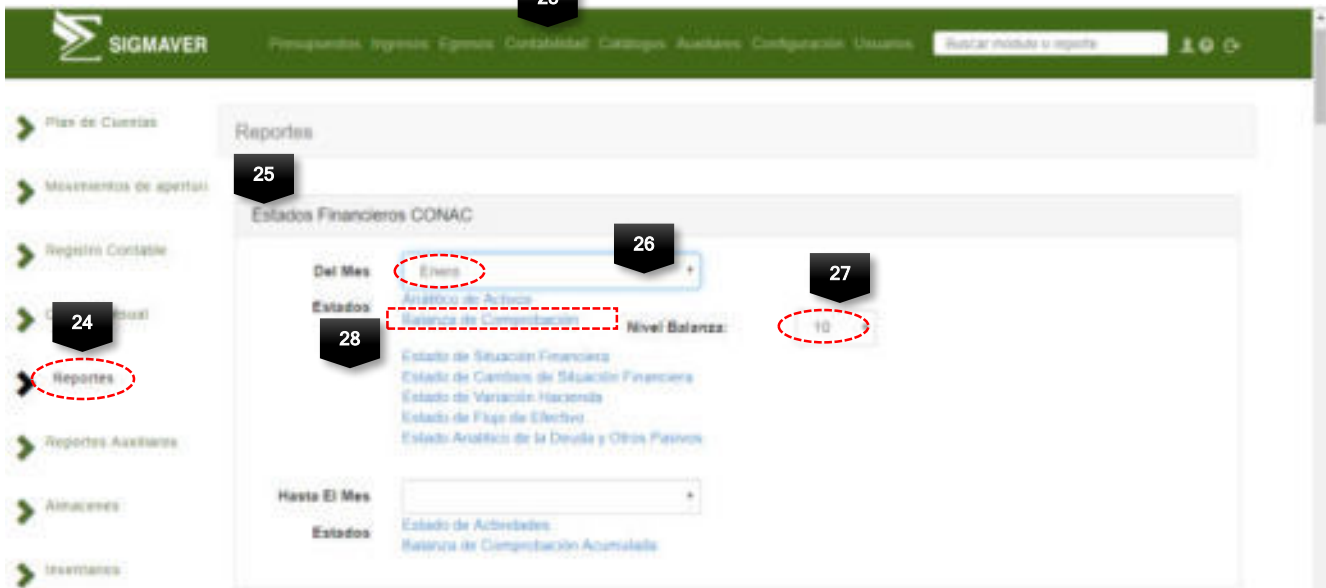 SIGMAVER
Presupuestos Ingresos Egresos Contabilidad Catálogos Auxiliares Configuración Usuarios
Buscar módulo o reporte
Plan de Cuentas
Reportes
25
Movimientos de apertur
Estados Financieros CONAC
26
Registro Contable
27
Del Mes Enero
Estados Analítico de Activos
24
Balanza de Comprobación Nivel Balanza: 10
28
Reportes
Estado de Situación Financiera
Estado de Cambios de Situación Financiera
Estado de Variación Hacienda
Estado de Flujo de Efectivo
Reportes Auxiliares
Estado Analítico de la Deuda y Otros Pasivos
Hasta El Mes
Almacenes
Estados Estado de Actividades
Balanza de Comprobación Acumulada
Inventarios